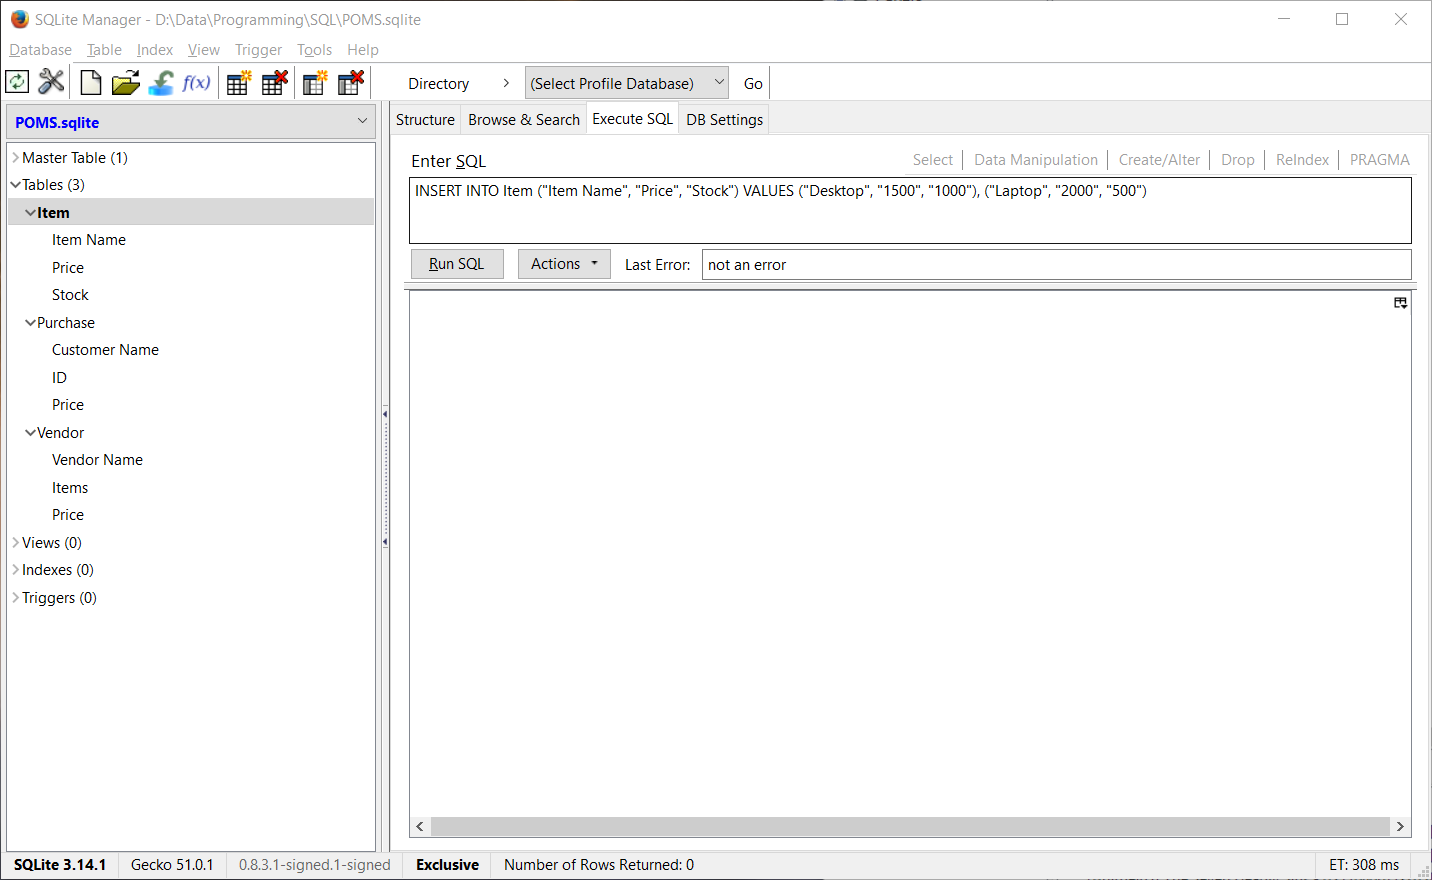 SQLite Manager - D:\Data\Programming\SQL\POMS.sqlite
Database Table Index View Trigger Tools Help
f(x) Directory > (Select Profile Database) Go
POMS.sqlite
Master Table (1)
Tables (3)
Item
Item Name
Price
Stock
Purchase
Customer Name
ID
Price
Vendor
Vendor Name
Items
Price
Views (0)
Indexes (0)
Triggers (0)
Structure Browse & Search Execute SQL DB Settings
Enter SQL Select Data Manipulation Create/Alter Drop ReIndex PRAGMA
INSERT INTO Item ("Item Name", "Price", "Stock") VALUES ("Desktop", "1500", "1000"), ("Laptop", "2000", "500")
Run SQL Actions Last Error: not an error
SQLite 3.14.1 Gecko 51.0.1 0.8.3.1-signed.1-signed Exclusive Number of Rows Returned: 0 ET: 308 ms